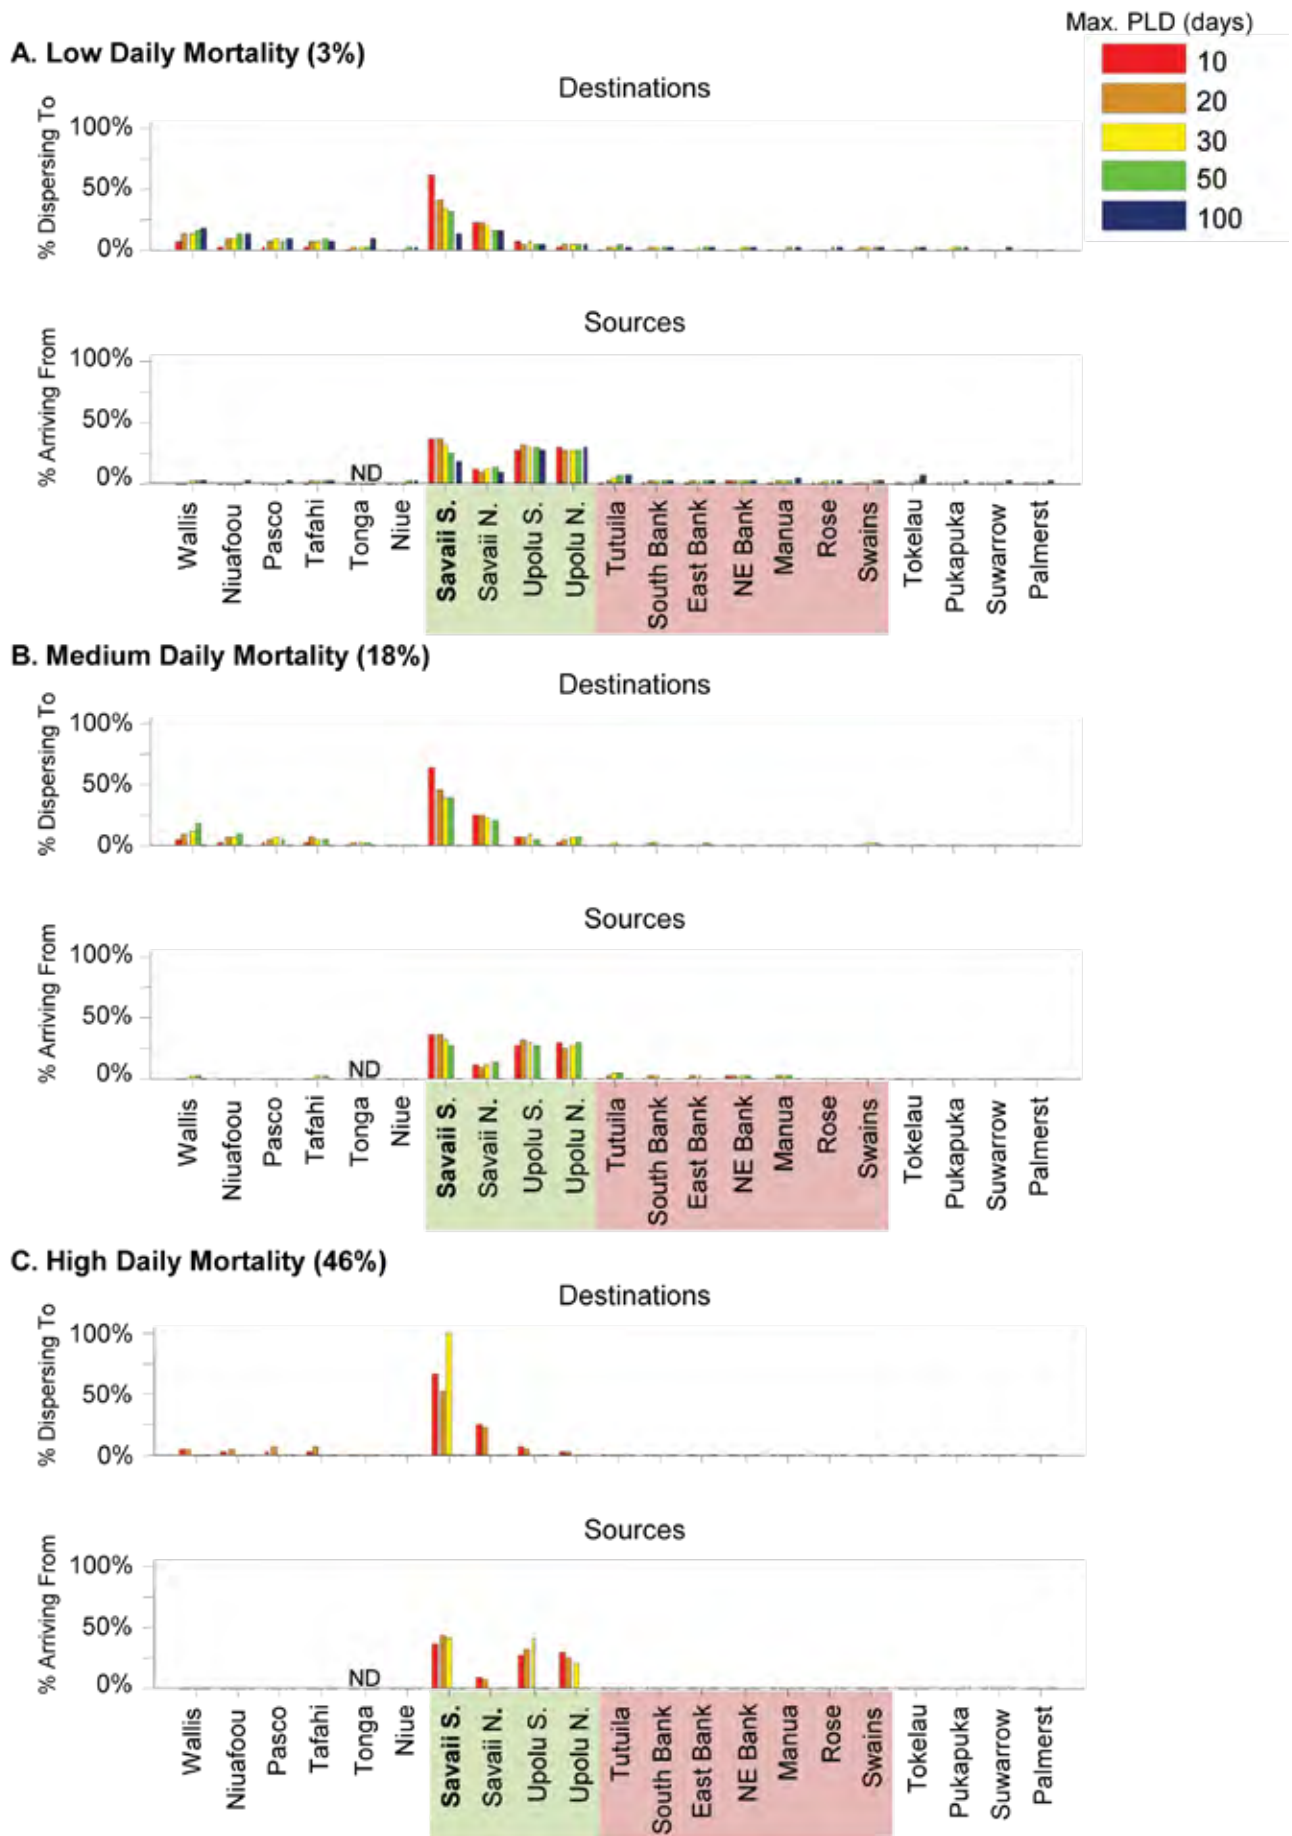 Max. PLD (days)
10
20
30
50
100
A. Low Daily Mortality (3%)
Destinations
% Dispersing To
100%
50%
0%
Sources
% Arriving From
100%
50%
0%
ND
Wallis
Niuafoou
Pasco
Tafahi
Tonga
Niue
Savaii S.
Savaii N.
Upolu S.
Upolu N.
Tutuila
South Bank
East Bank
NE Bank
Manua
Rose
Swains
Tokelau
Pukapuka
Suwarrow
Palmerst
B. Medium Daily Mortality (18%)
Destinations
% Dispersing To
100%
50%
0%
Sources
% Arriving From
100%
50%
0%
ND
Wallis
Niuafoou
Pasco
Tafahi
Tonga
Niue
Savaii S.
Savaii N.
Upolu S.
Upolu N.
Tutuila
South Bank
East Bank
NE Bank
Manua
Rose
Swains
Tokelau
Pukapuka
Suwarrow
Palmerst
C. High Daily Mortality (46%)
Destinations
% Dispersing To
100%
50%
0%
Sources
% Arriving From
100%
50%
0%
ND
Wallis
Niuafoou
Pasco
Tafahi
Tonga
Niue
Savaii S.
Savaii N.
Upolu S.
Upolu N.
Tutuila
South Bank
East Bank
NE Bank
Manua
Rose
Swains
Tokelau
Pukapuka
Suwarrow
Palmerst